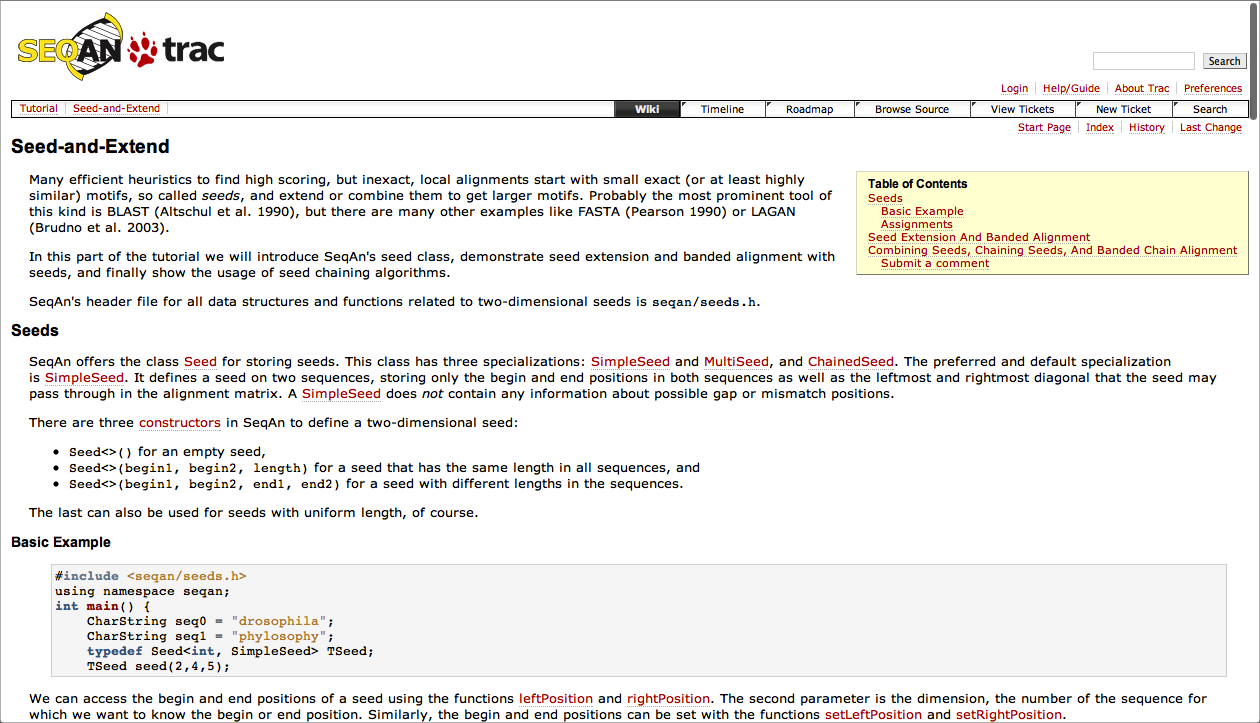 SEQAN trac
Search
Login Help/Guide About Trac Preferences
Tutorial Seed-and-Extend Wiki Timeline Roadmap Browse Source View Tickets New Ticket Search
Start Page Index History Last Change
Seed-and-Extend
Many efficient heuristics to find high scoring, but inexact, local alignments start with small exact (or at least highly
similar) motifs, so called seeds, and extend or combine them to get larger motifs. Probably the most prominent tool of
this kind is BLAST (Altschul et al. 1990), but there are many other examples like FASTA (Pearson 1990) or LAGAN
(Brudno et al. 2003).
In this part of the tutorial we will introduce SeqAn's seed class, demonstrate seed extension and banded alignment with
seeds, and finally show the usage of seed chaining algorithms.
SeqAn's header file for all data structures and functions related to two-dimensional seeds is seqan/seeds.h.
Table of Contents
Seeds
Basic Example
Assignments
Seed Extension And Banded Alignment
Combining Seeds, Chaining Seeds, And Banded Chain Alignment
Submit a comment
Seeds
SeqAn offers the class Seed for storing seeds. This class has three specializations: SimpleSeed and MultiSeed, and ChainedSeed. The preferred and default specialization
is SimpleSeed. It defines a seed on two sequences, storing only the begin and end positions in both sequences as well as the leftmost and rightmost diagonal that the seed may
pass through in the alignment matrix. A SimpleSeed does not contain any information about possible gap or mismatch positions.
There are three constructors in SeqAn to define a two-dimensional seed:
• Seed<>() for an empty seed,
• Seed<>(begin1, begin2, length) for a seed that has the same length in all sequences, and
• Seed<>(begin1, begin2, end1, end2) for a seed with different lengths in the sequences.
The last can also be used for seeds with uniform length, of course.
Basic Example
#include <seqan/seeds.h>
using namespace seqan;
int main() {
CharString seq0 = "drosophila";
CharString seq1 = "phylosophy";
typedef Seed<int, SimpleSeed> TSeed;
TSeed seed(2,4,5);
We can access the begin and end positions of a seed using the functions leftPosition and rightPosition. The second parameter is the dimension, the number of the sequence for
which we want to know the begin or end position. Similarly, the begin and end positions can be set with the functions setLeftPosition and setRightPosition.